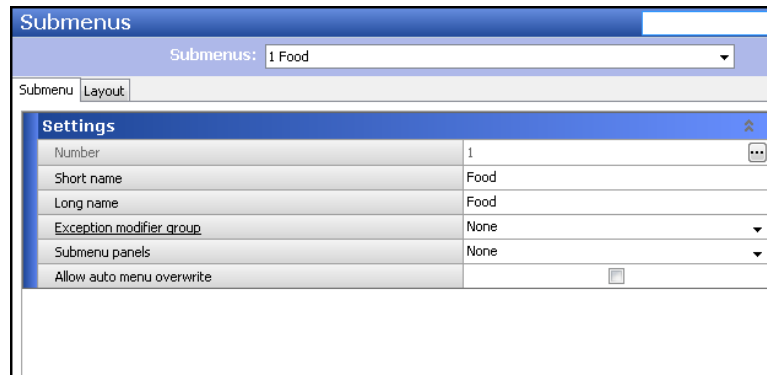 Submenus
Submenus: 1 Food
Submenu Layout
Settings
Number 1 ...
Short name Food
Long name Food
Exception modifier group None
Submenu panels None
Allow auto menu overwrite